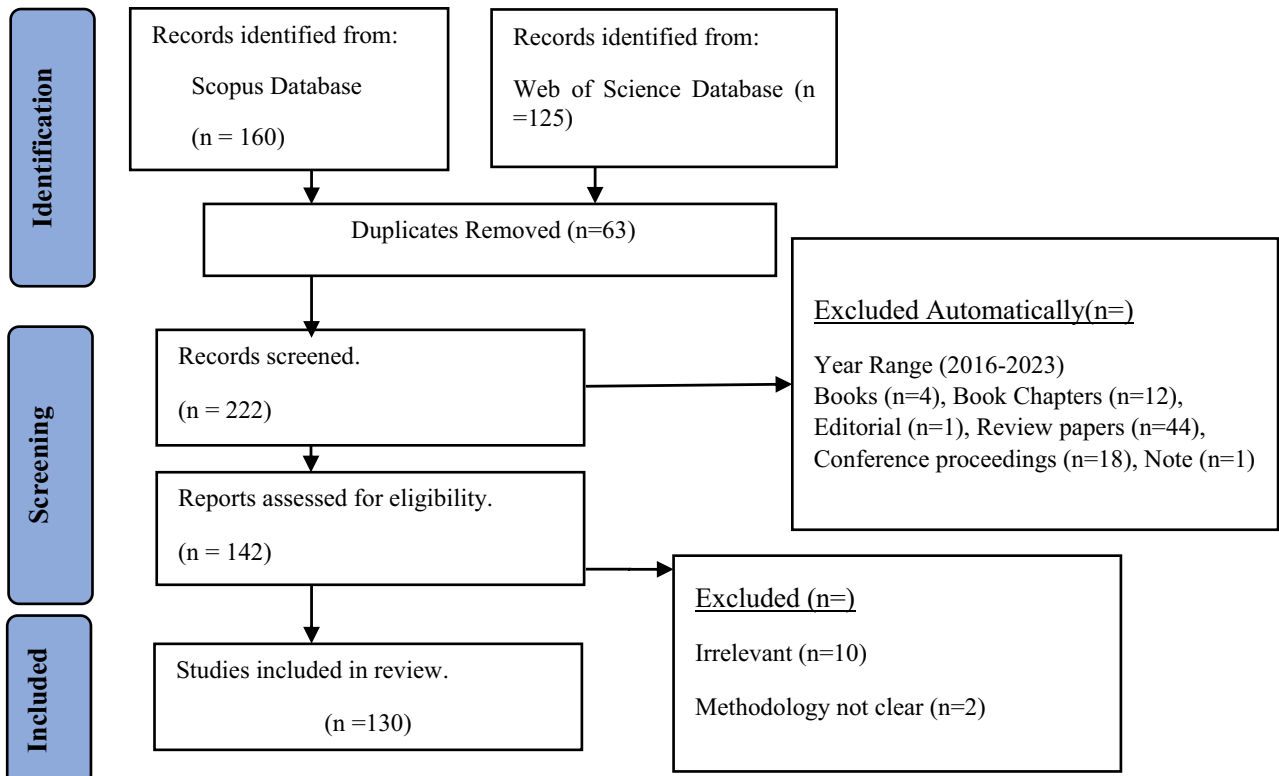 Identification
Records identified from:
Scopus Database
(n = 160)
Records identified from:
Web of Science Database (n
=125)
Duplicates Removed (n=63)
Screening
Records screened.
(n = 222)
Excluded Automatically(n=)
Year Range (2016-2023)
Books (n=4), Book Chapters (n=12),
Editorial (n=1), Review papers (n=44),
Conference proceedings (n=18), Note (n=1)
Reports assessed for eligibility.
(n = 142)
Excluded (n=)
Irrelevant (n=10)
Methodology not clear (n=2)
Included
Studies included in review.
(n =130)